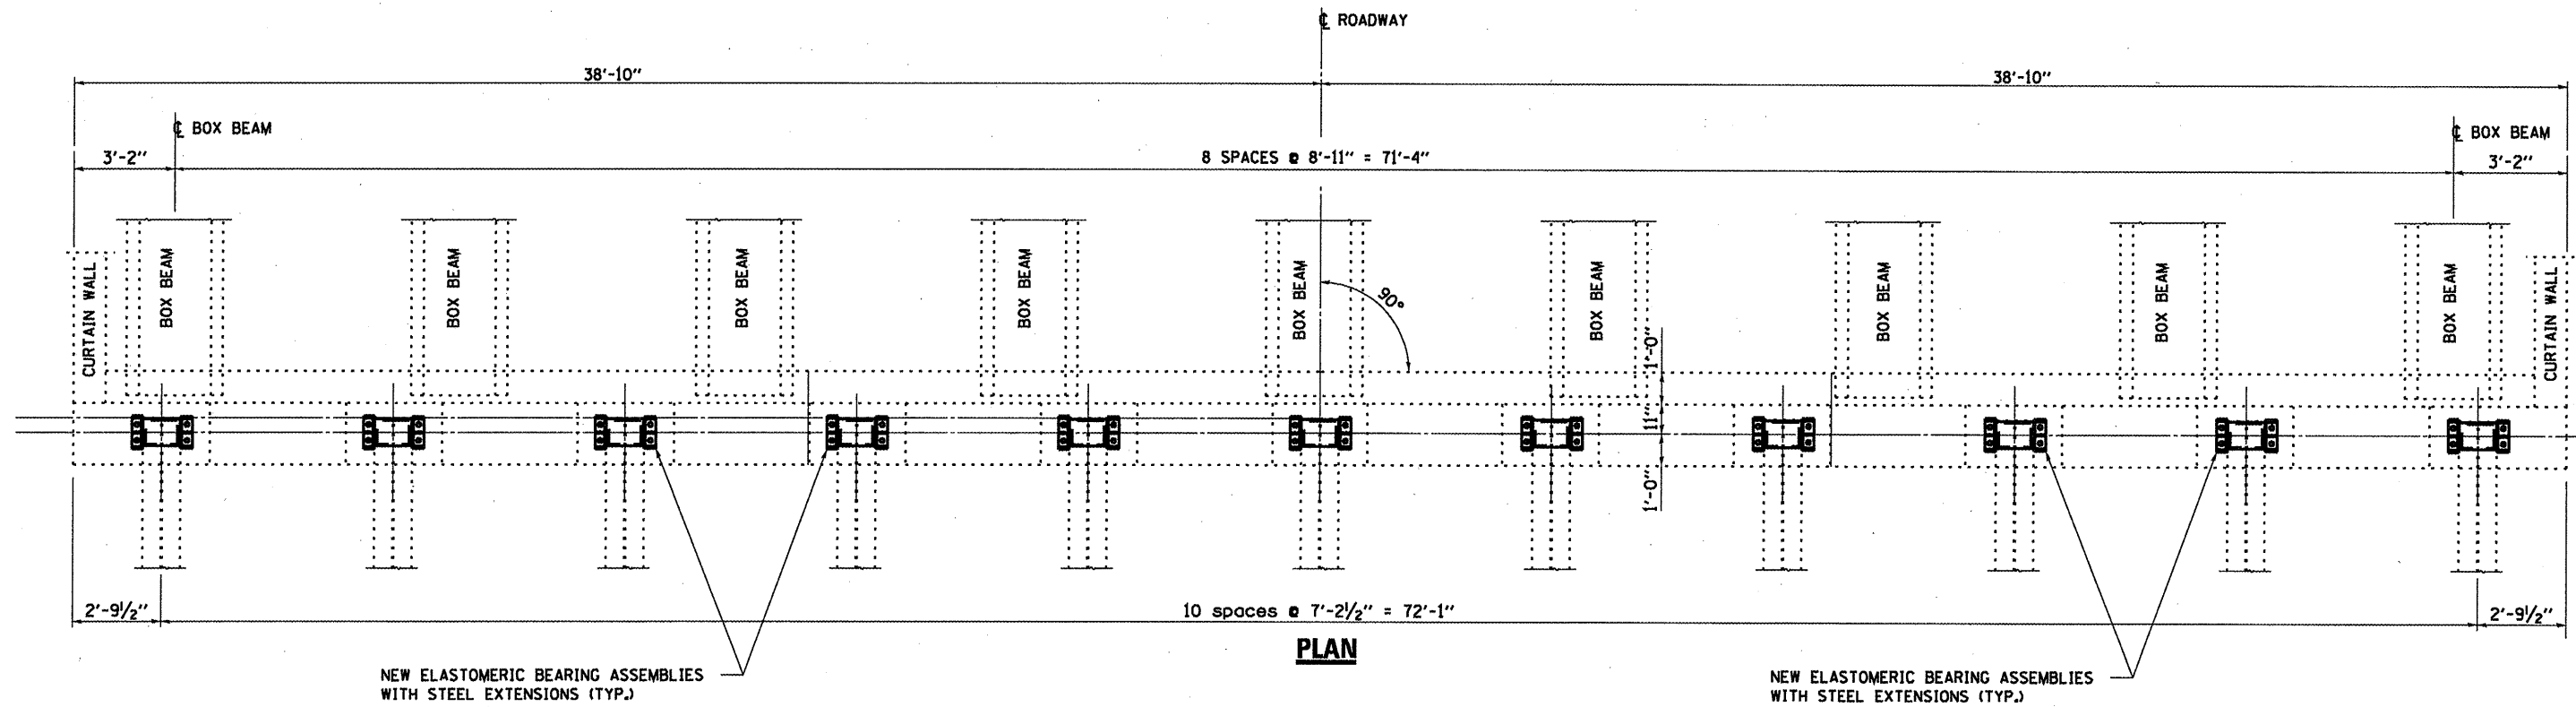 ℄ ROADWAY
38'-10"
38'-10"
℄ BOX BEAM
℄ BOX BEAM
3'-2"
8 SPACES @ 8'-11" = 71'-4"
3'-2"
CURTAIN WALL
BOX BEAM
BOX BEAM
BOX BEAM
BOX BEAM
BOX BEAM
BOX BEAM
BOX BEAM
BOX BEAM
BOX BEAM
CURTAIN WALL
90°
1'-0"
11"
1'-0"
2'-9½"
10 spaces @ 7'-2½" = 72'-1"
2'-9½"
PLAN
NEW ELASTOMERIC BEARING ASSEMBLIES
WITH STEEL EXTENSIONS (TYP.)
NEW ELASTOMERIC BEARING ASSEMBLIES
WITH STEEL EXTENSIONS (TYP.)